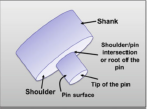 Shank
Shoulder/pin
intersection
or root of the
pin
Tip of the pin
Shoulder
Pin surface